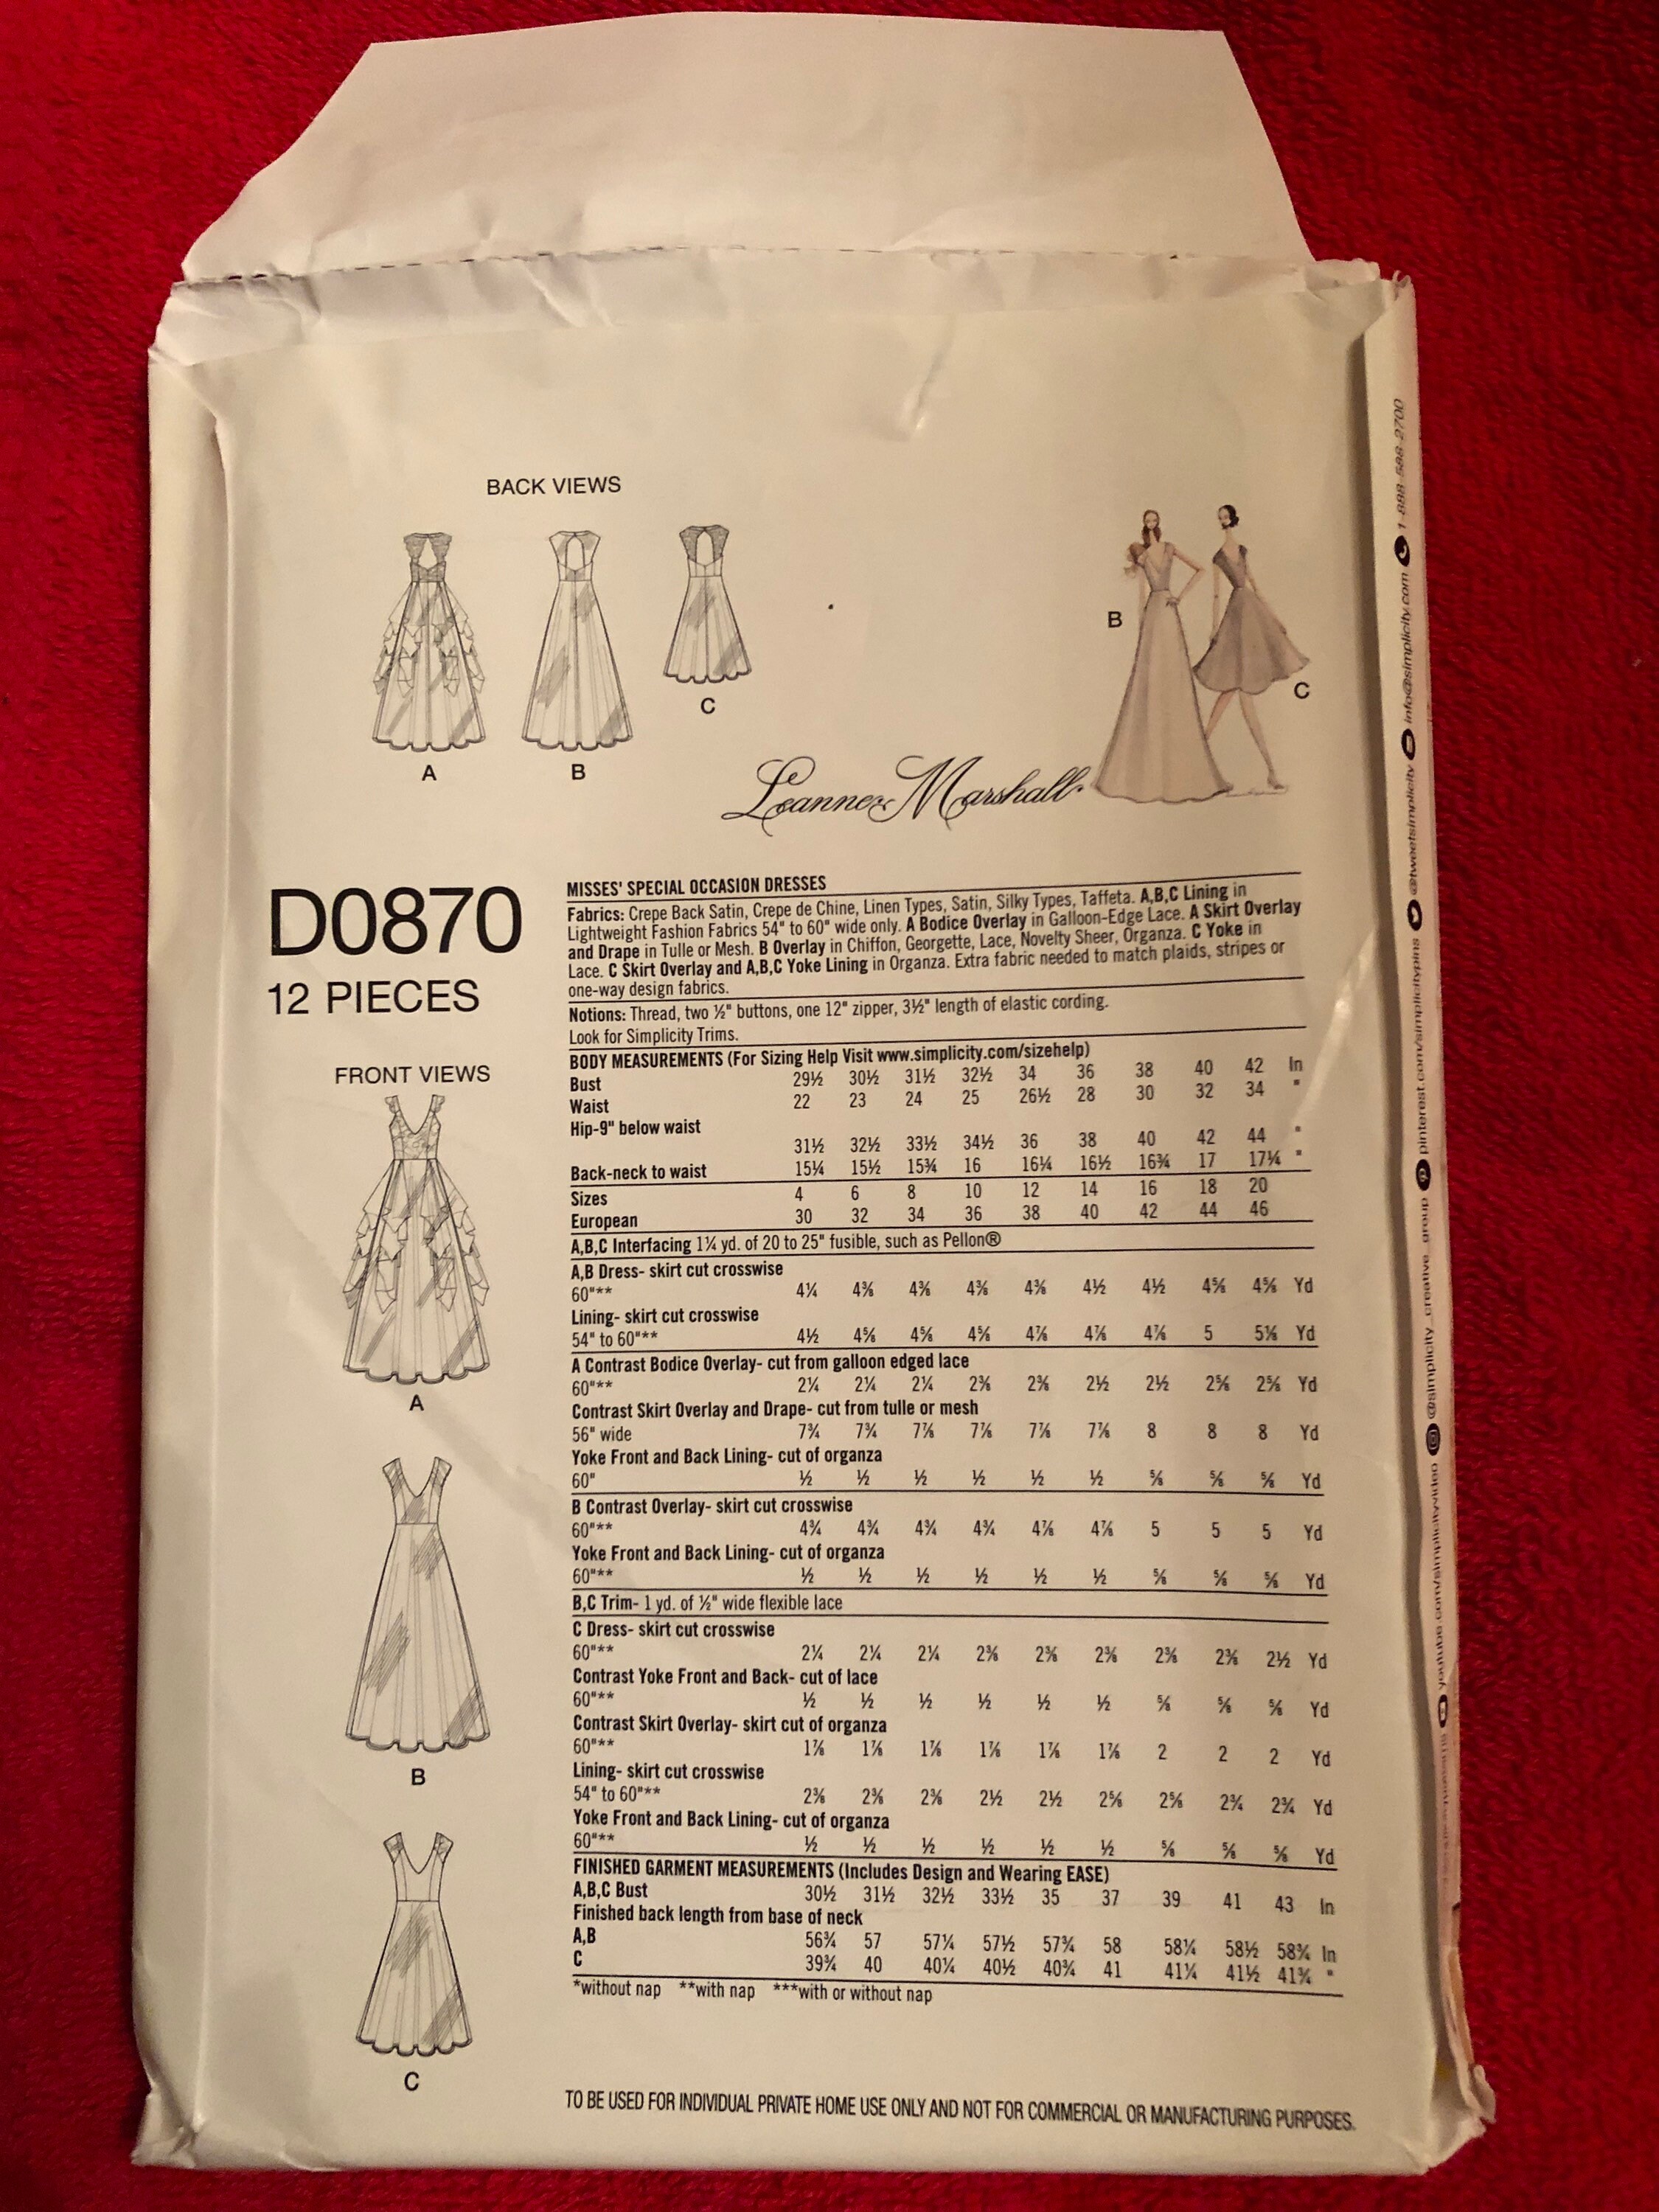 BACK VIEWS
A
B
C
B
C
Leanne Marshall
D0870
12 PIECES
FRONT VIEWS
A
B
C
MISSES' SPECIAL OCCASION DRESSES
Fabrics: Crepe Back Satin, Crepe de Chine, Linen Types, Satin, Silky Types, Taffeta. A,B,C Lining in
Lightweight Fashion Fabrics 54" to 60" wide only. A Bodice Overlay in Galloon-Edge Lace. A Skirt Overlay
and Drape in Tulle or Mesh. B Overlay in Chiffon, Georgette, Lace, Novelty Sheer, Organza. C Yoke in
Lace. C Skirt Overlay and A,B,C Yoke Lining in Organza. Extra fabric needed to match plaids, stripes or
one-way design fabrics.
Notions: Thread, two ½" buttons, one 12" zipper, 3½" length of elastic cording.
Look for Simplicity Trims.
BODY MEASUREMENTS (For Sizing Help Visit www.simplicity.com/sizehelp)
Bust 29½ 30½ 31½ 32½ 34 36 38 40 42 In
Waist 22 23 24 25 26½ 28 30 32 34 "
Hip-9" below waist
31½ 32½ 33½ 34½ 36 38 40 42 44 "
Back-neck to waist 15¼ 15½ 15¾ 16 16¼ 16½ 16¾ 17 17¼ "
Sizes 4 6 8 10 12 14 16 18 20
European 30 32 34 36 38 40 42 44 46
A,B,C Interfacing 1¼ yd. of 20 to 25" fusible, such as Pellon®
A,B Dress- skirt cut crosswise
60"** 4¼ 4⅜ 4⅜ 4⅜ 4⅜ 4½ 4½ 4⅝ 4⅝ Yd
Lining- skirt cut crosswise
54" to 60"** 4½ 4⅝ 4⅝ 4⅝ 4⅞ 4⅞ 4⅞ 5 5⅛ Yd
A Contrast Bodice Overlay- cut from galloon edged lace
60"** 2¼ 2¼ 2¼ 2⅜ 2⅜ 2½ 2½ 2⅝ 2⅝ Yd
Contrast Skirt Overlay and Drape- cut from tulle or mesh
56" wide 7¾ 7¾ 7⅞ 7⅞ 7⅞ 7⅞ 8 8 8 Yd
Yoke Front and Back Lining- cut of organza
60" ½ ½ ½ ½ ½ ½ ⅝ ⅝ ⅝ Yd
B Contrast Overlay- skirt cut crosswise
60"** 4¾ 4¾ 4¾ 4¾ 4⅞ 4⅞ 5 5 5 Yd
Yoke Front and Back Lining- cut of organza
60"** ½ ½ ½ ½ ½ ½ ⅝ ⅝ ⅝ Yd
B,C Trim- 1 yd. of ½" wide flexible lace
C Dress- skirt cut crosswise
60"** 2¼ 2¼ 2¼ 2⅜ 2⅜ 2⅜ 2⅜ 2⅜ 2½ Yd
Contrast Yoke Front and Back- cut of lace
60"** ½ ½ ½ ½ ½ ½ ⅝ ⅝ ⅝ Yd
Contrast Skirt Overlay- skirt cut of organza
60"** 1⅞ 1⅞ 1⅞ 1⅞ 1⅞ 1⅞ 2 2 2 Yd
Lining- skirt cut crosswise
54" to 60"** 2⅜ 2⅜ 2⅜ 2½ 2½ 2⅝ 2⅝ 2¾ 2¾ Yd
Yoke Front and Back Lining- cut of organza
60"** ½ ½ ½ ½ ½ ½ ⅝ ⅝ ⅝ Yd
FINISHED GARMENT MEASUREMENTS (Includes Design and Wearing EASE)
A,B,C Bust 30½ 31½ 32½ 33½ 35 37 39 41 43 In
Finished back length from base of neck
A,B 56¾ 57 57¼ 57½ 57¾ 58 58¼ 58½ 58¾ In
C 39¾ 40 40¼ 40½ 40¾ 41 41¼ 41½ 41¾ "
*without nap **with nap ***with or without nap
TO BE USED FOR INDIVIDUAL PRIVATE HOME USE ONLY AND NOT FOR COMMERCIAL OR MANUFACTURING PURPOSES.
youtube.com/simplicityvideo @simplicity_creative_group pinterest.com/simplicitypins @tweetsimplicity info@simplicity.com 1-888-588-2700